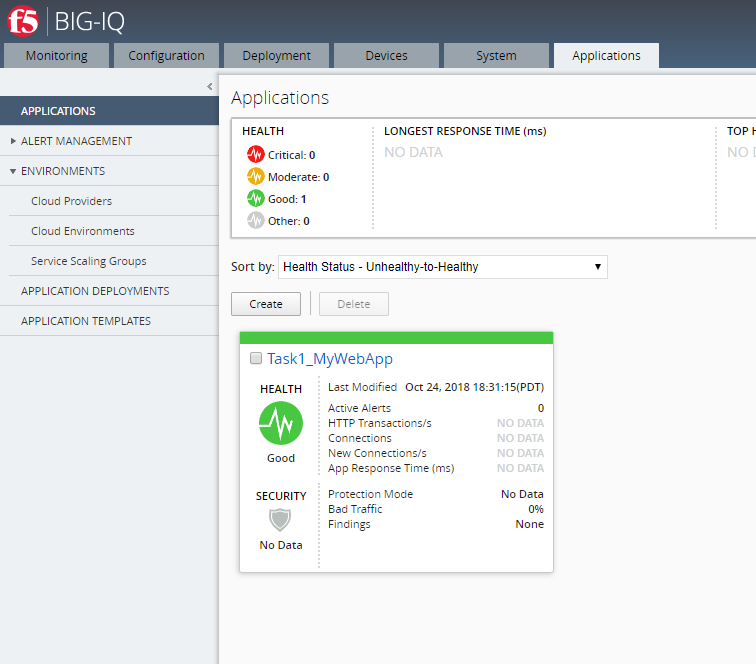 f5 BIG-IQ
Monitoring Configuration Deployment Devices System Applications
APPLICATIONS
ALERT MANAGEMENT
ENVIRONMENTS
Cloud Providers
Cloud Environments
Service Scaling Groups
APPLICATION DEPLOYMENTS
APPLICATION TEMPLATES
Applications
HEALTH
Critical: 0
Moderate: 0
Good: 1
Other: 0
LONGEST RESPONSE TIME (ms)
NO DATA
TOP H
NO D
Sort by: Health Status - Unhealthy-to-Healthy
Create Delete
Task1_MyWebApp
HEALTH
Good
Last Modified Oct 24, 2018 18:31:15(PDT)
Active Alerts 0
HTTP Transactions/s NO DATA
Connections NO DATA
New Connections/s NO DATA
App Response Time (ms) NO DATA
SECURITY
No Data
Protection Mode No Data
Bad Traffic 0%
Findings None